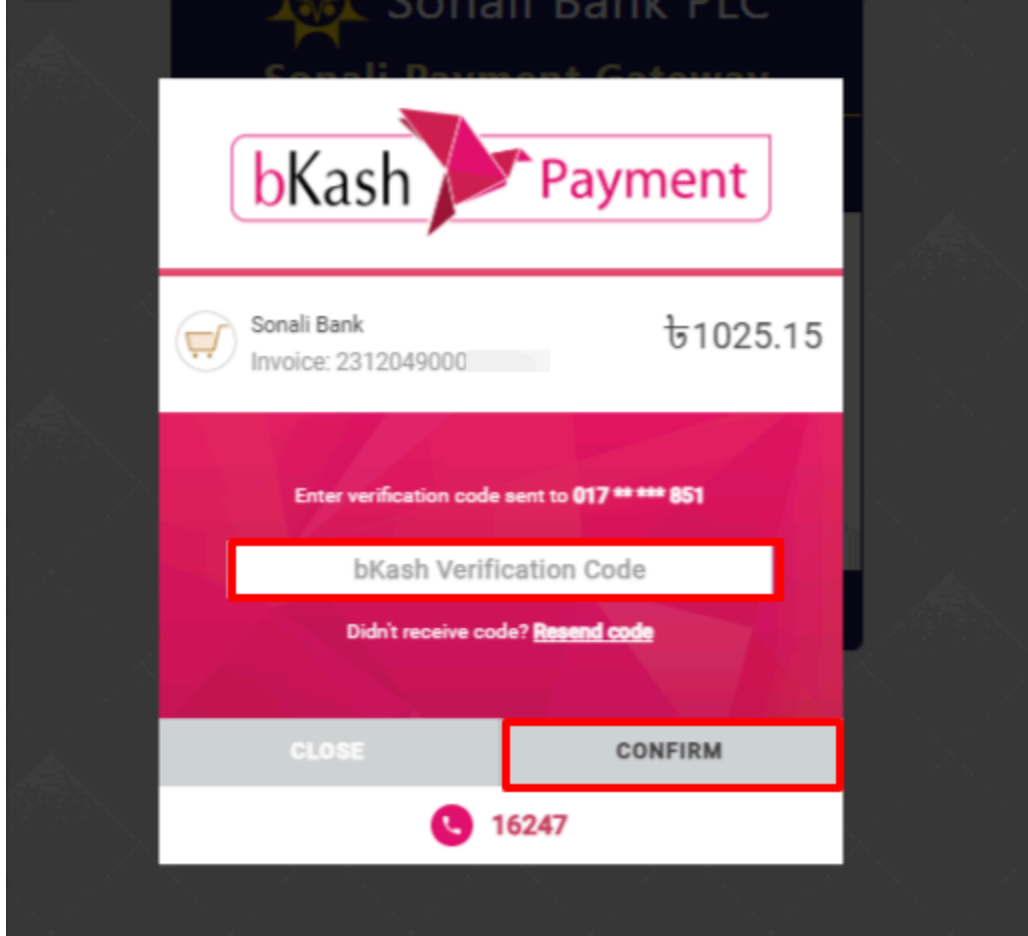 Sonali Bank PLC
Sonali Payment Gateway
bKash Payment
Sonali Bank
৳1025.15
Invoice: 2312049000
Enter verification code sent to 017 ** *** 851
bKash Verification Code
Didn't receive code? Resend code
CLOSE
CONFIRM
16247